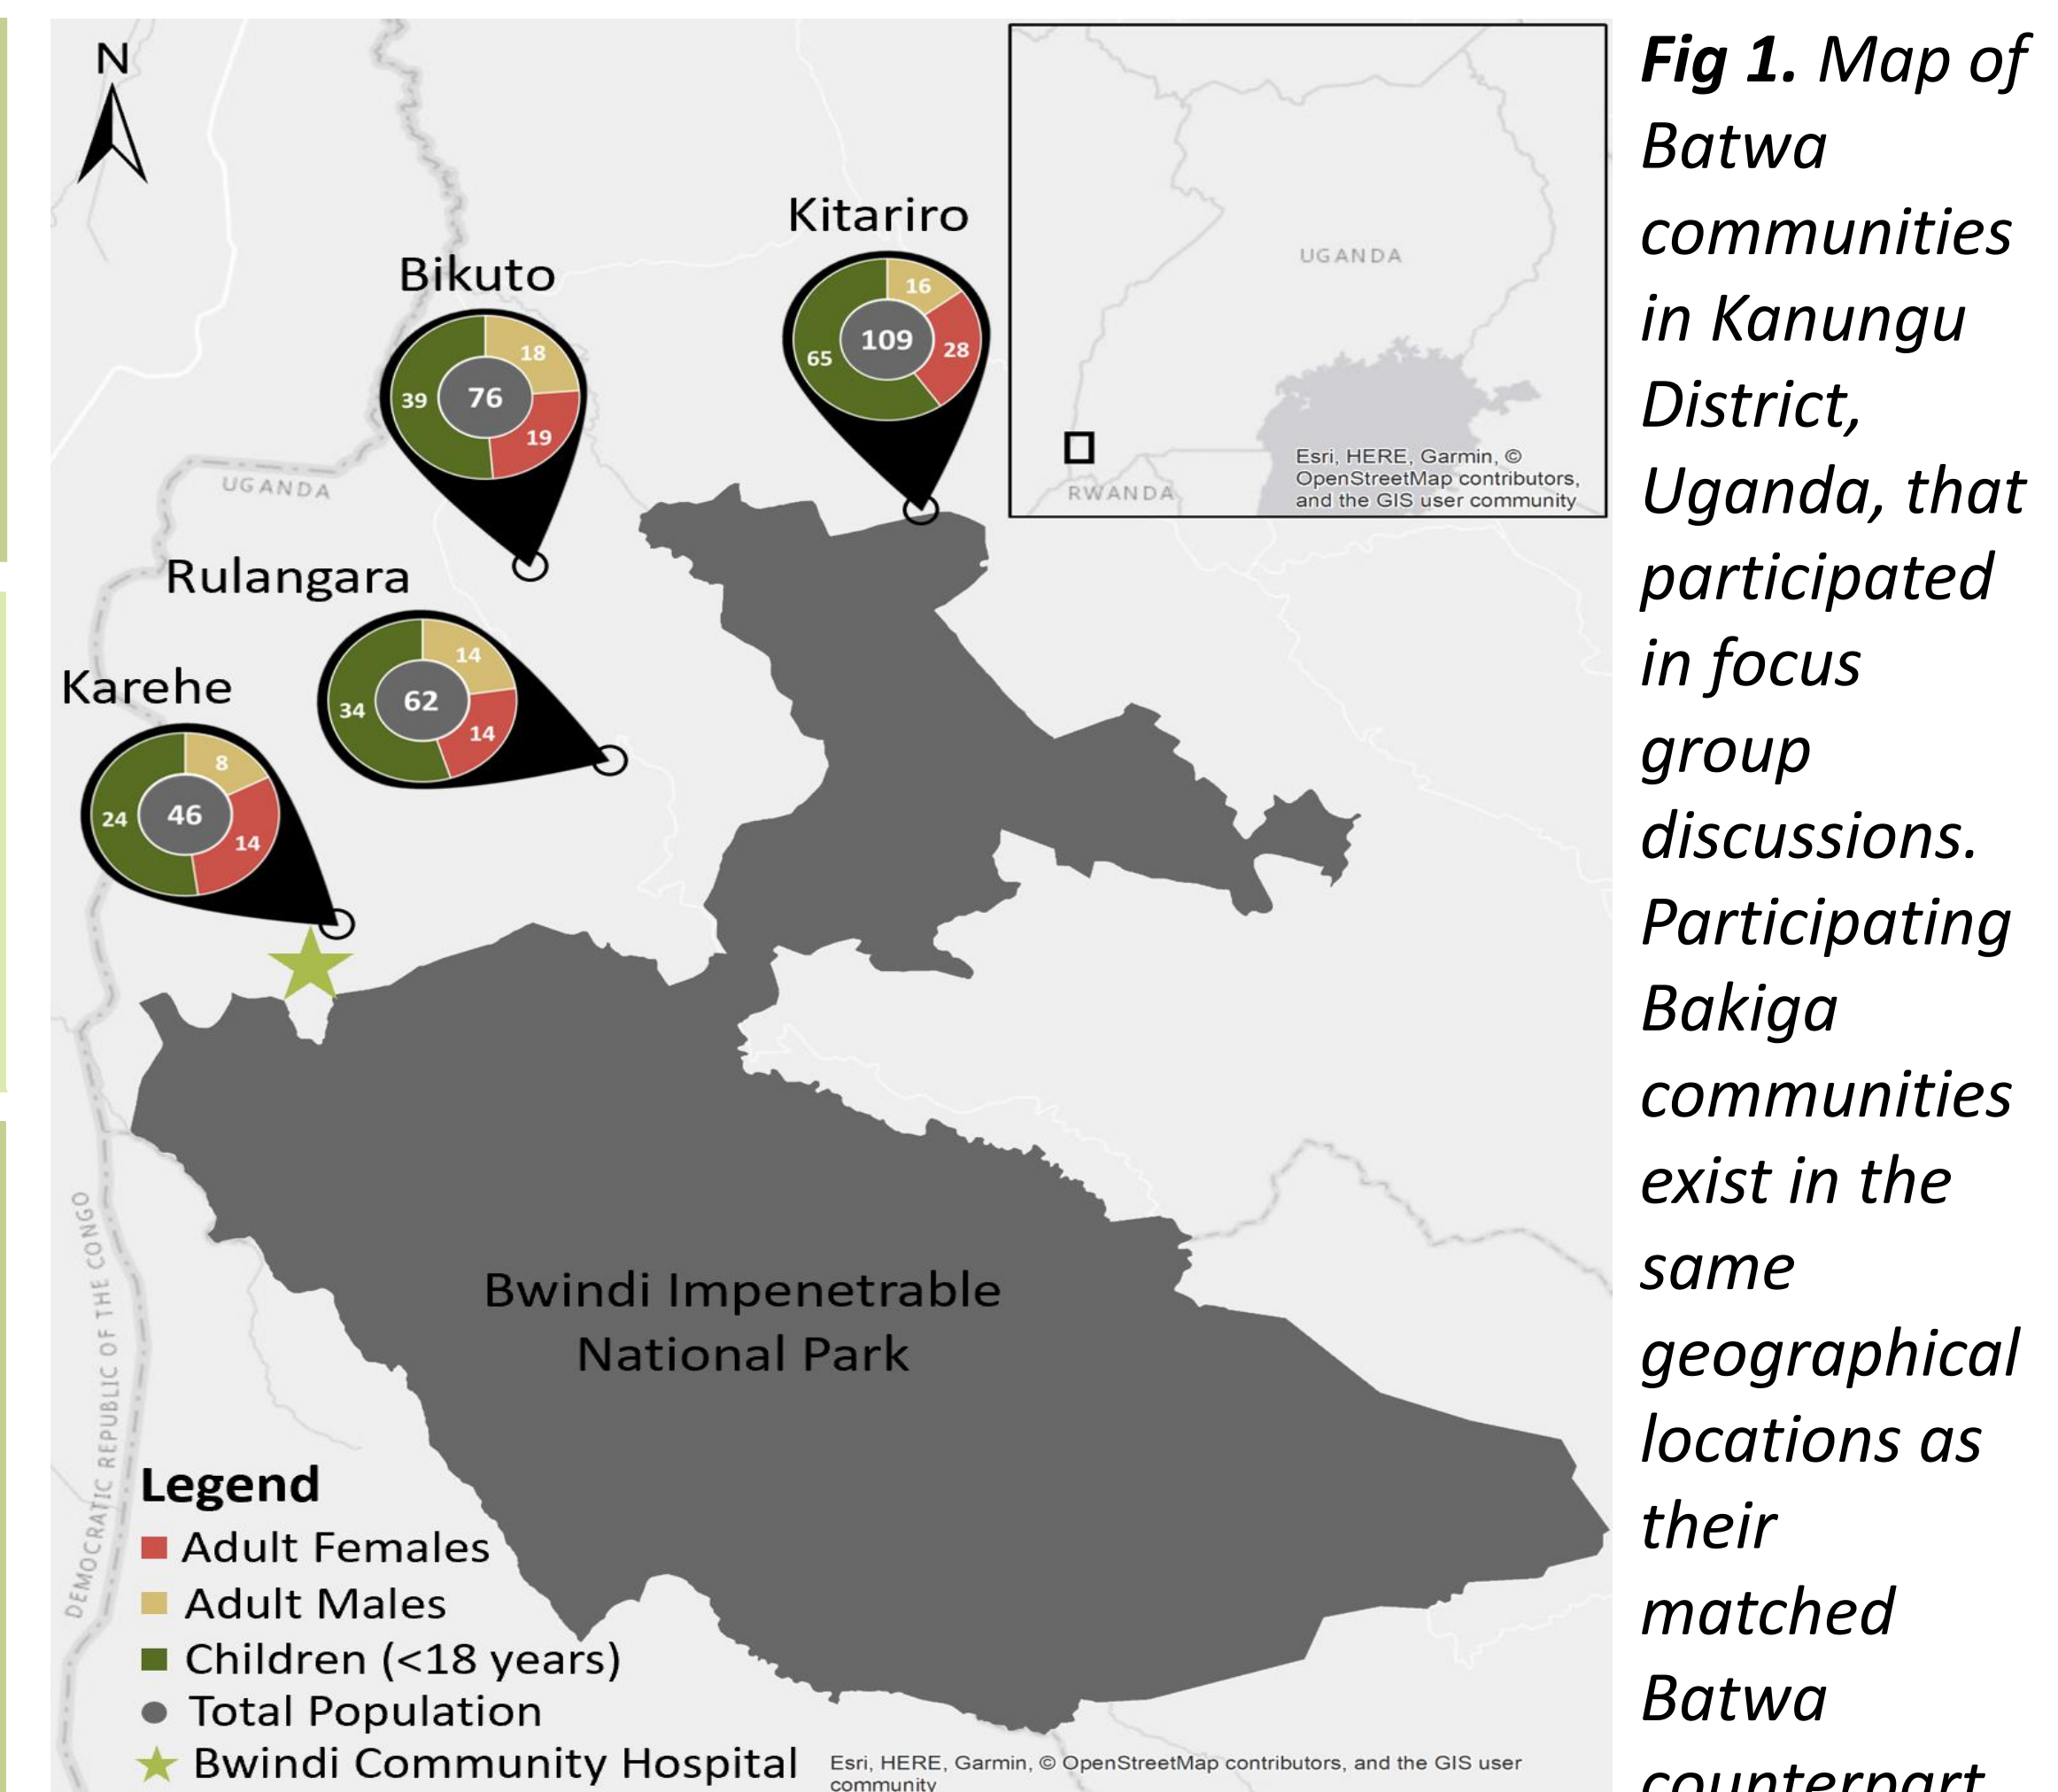 N
Kitariro
16
109
28
65
Bikuto
18
76
39
19
UGANDA
Rulangara
14
62
34
14
Karehe
8
46
24
14
UGANDA
RWANDA
Esri, HERE, Garmin, ©
OpenStreetMap contributors,
and the GIS user community
DEMOCRATIC REPUBLIC OF THE CONGO
Bwindi Impenetrable
National Park
Legend
Adult Females
Adult Males
Children (<18 years)
Total Population
Bwindi Community Hospital
Esri, HERE, Garmin, © OpenStreetMap contributors, and the GIS user
community
Fig 1. Map of
Batwa
communities
in Kanungu
District,
Uganda, that
participated
in focus
group
discussions.
Participating
Bakiga
communities
exist in the
same
geographical
locations as
their
matched
Batwa
counterpart